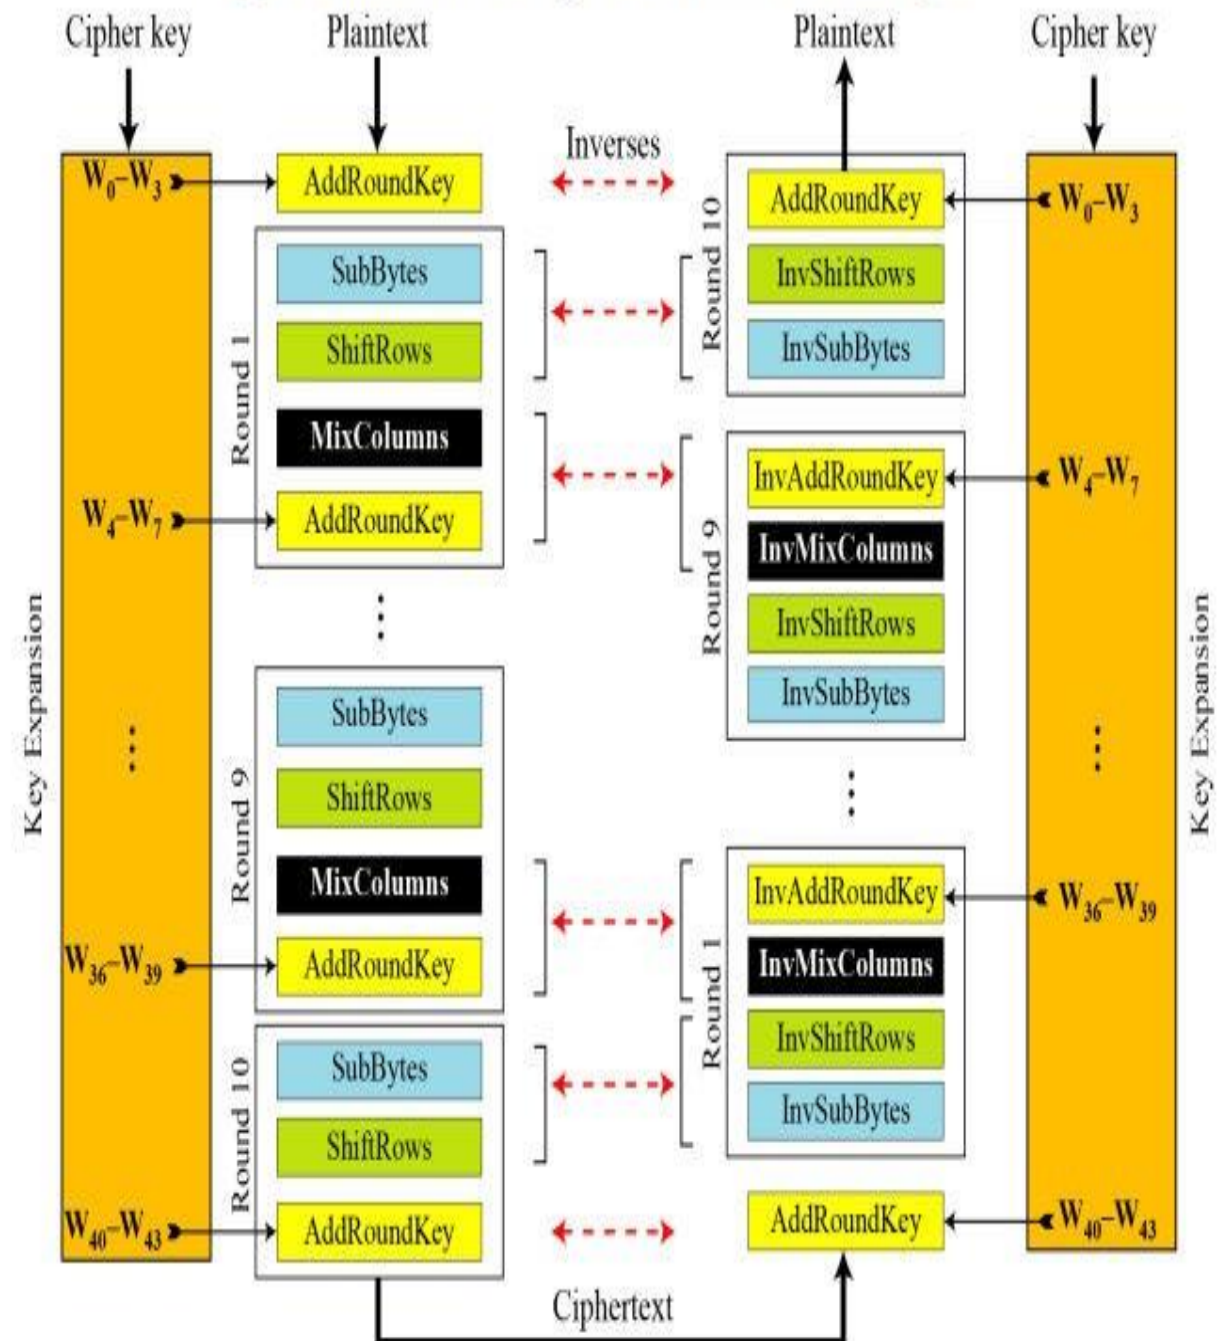 Cipher key
Plaintext
Plaintext
Cipher key
Inverses
W0–W3
AddRoundKey
AddRoundKey
W0–W3
Round 1
SubBytes
ShiftRows
MixColumns
W4–W7
AddRoundKey
Round 10
InvShiftRows
InvSubBytes
Round 9
InvAddRoundKey
W4–W7
InvMixColumns
InvShiftRows
InvSubBytes
Key Expansion
Key Expansion
Round 9
SubBytes
ShiftRows
MixColumns
W36–W39
AddRoundKey
Round 1
InvAddRoundKey
W36–W39
InvMixColumns
InvShiftRows
InvSubBytes
Round 10
SubBytes
ShiftRows
W40–W43
AddRoundKey
AddRoundKey
W40–W43
Ciphertext